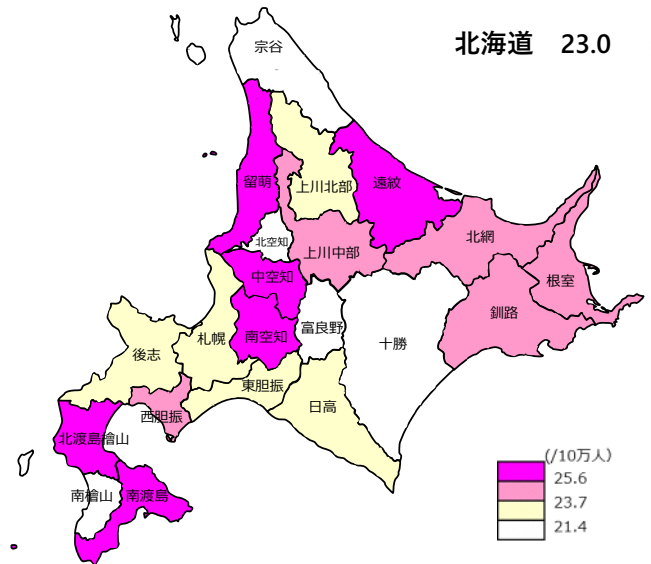 北海道 23.0
宗谷
留萌
上川北部
遠紋
北空知
上川中部
北網
中空知
根室
釧路
札幌
南空知
富良野
十勝
後志
東胆振
日高
西胆振
北渡島檜山
南檜山
南渡島
(/10万人)
25.6
23.7
21.4